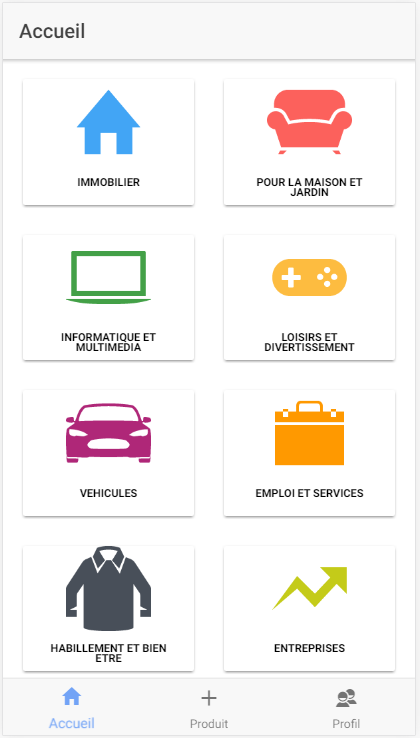 Accueil
IMMOBILIER
POUR LA MAISON ET
JARDIN
INFORMATIQUE ET
MULTIMEDIA
LOISIRS ET
DIVERTISSEMENT
VEHICULES
EMPLOI ET SERVICES
HABILLEMENT ET BIEN
ETRE
ENTREPRISES
Accueil
Produit
Profil